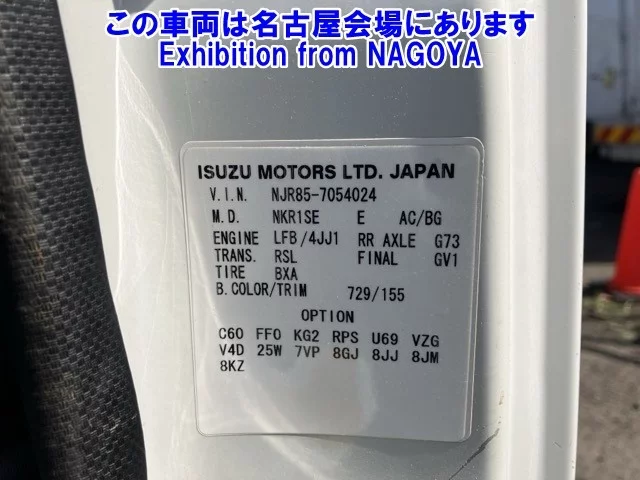 この車両は名古屋会場にあります
Exhibition from NAGOYA
ISUZU MOTORS LTD. JAPAN
V.I.N. NJR85-7054024
M.D. NKR1SE E AC/BG
ENGINE LFB/4JJ1 RR AXLE G73
TRANS. RSL FINAL GV1
TIRE BXA
B.COLOR/TRIM 729/155
OPTION
C60 FF0 KG2 RPS U69 VZG
V4D 25W 7VP 8GJ 8JJ 8JM
8KZ